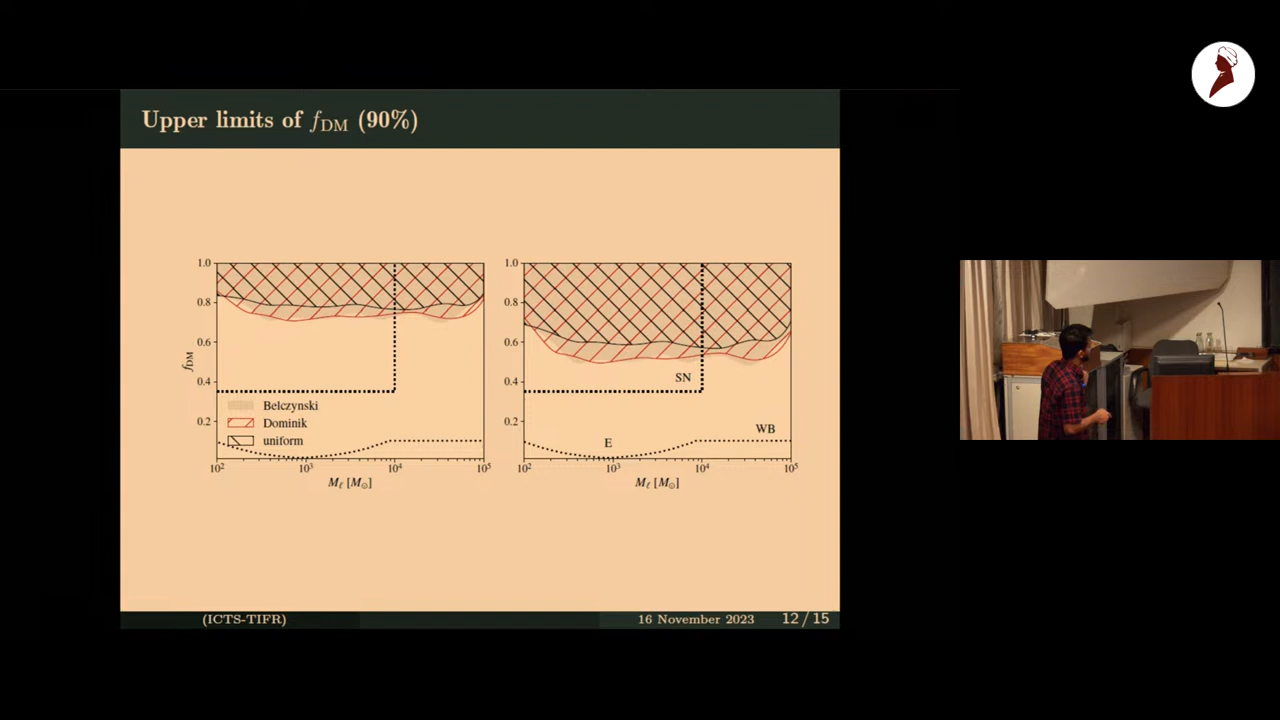 Upper limits of f_DM (90%)
1.0
0.8
0.6
0.4
0.2
f_DM
Belczynski
Dominik
uniform
10² 10³ 10⁴ 10⁵
M_ℓ [M_⊙]
1.0
0.8
0.6
0.4
0.2
SN
WB
E
10² 10³ 10⁴ 10⁵
M_ℓ [M_⊙]
(ICTS-TIFR) 16 November 2023 12 / 15